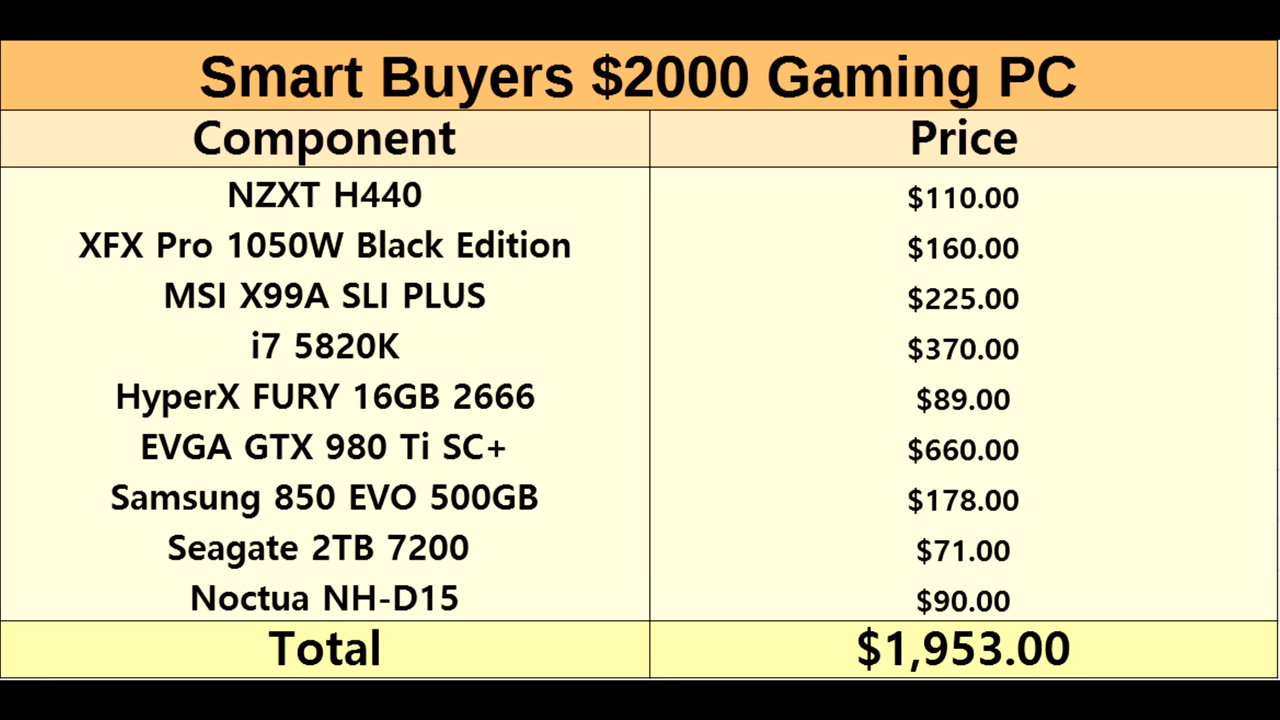 Smart Buyers $2000 Gaming PC
Component Price
NZXT H440 $110.00
XFX Pro 1050W Black Edition $160.00
MSI X99A SLI PLUS $225.00
i7 5820K $370.00
HyperX FURY 16GB 2666 $89.00
EVGA GTX 980 Ti SC+ $660.00
Samsung 850 EVO 500GB $178.00
Seagate 2TB 7200 $71.00
Noctua NH-D15 $90.00
Total $1,953.00